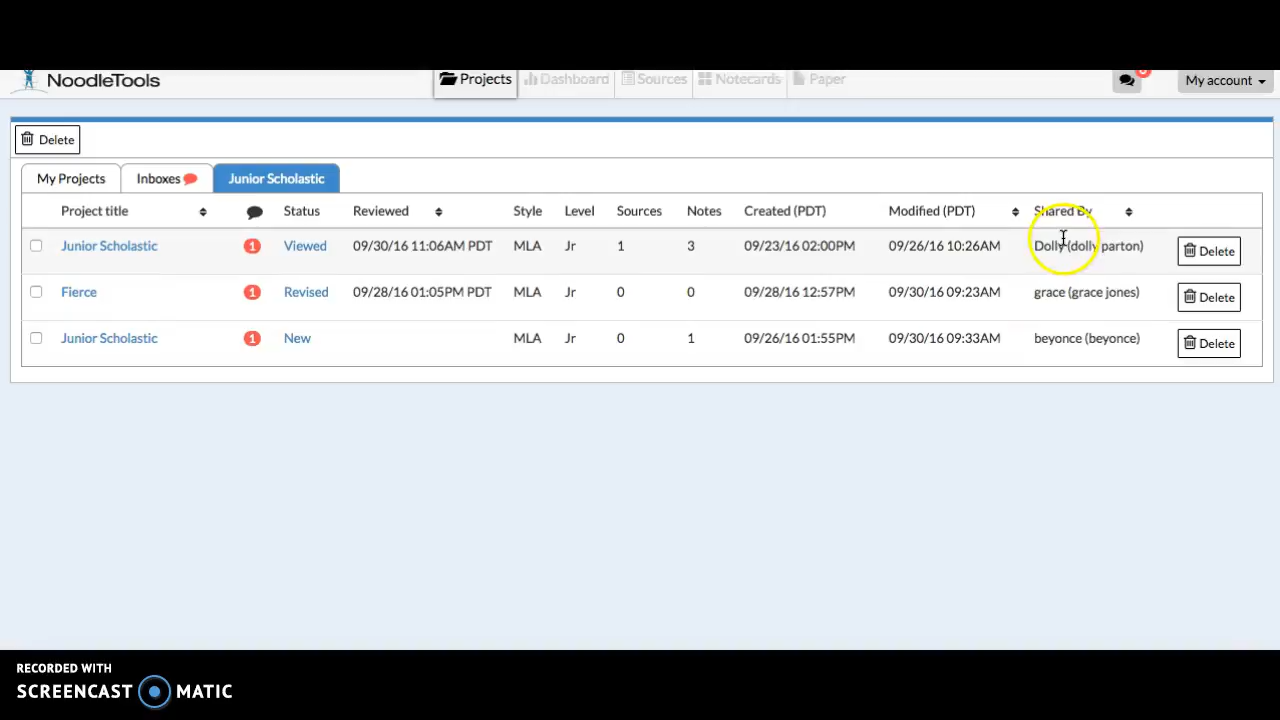 NoodleTools Projects Dashboard Sources Notecards Paper My account
Delete
My Projects Inboxes Junior Scholastic
Project title Status Reviewed Style Level Sources Notes Created (PDT) Modified (PDT) Shared By
Junior Scholastic 1 Viewed 09/30/16 11:06AM PDT MLA Jr 1 3 09/23/16 02:00PM 09/26/16 10:26AM Dolly (dolly parton) Delete
Fierce 1 Revised 09/28/16 01:05PM PDT MLA Jr 0 0 09/28/16 12:57PM 09/30/16 09:23AM grace (grace jones) Delete
Junior Scholastic 1 New MLA Jr 0 1 09/26/16 01:55PM 09/30/16 09:33AM beyonce (beyonce) Delete
RECORDED WITH
SCREENCAST MATIC